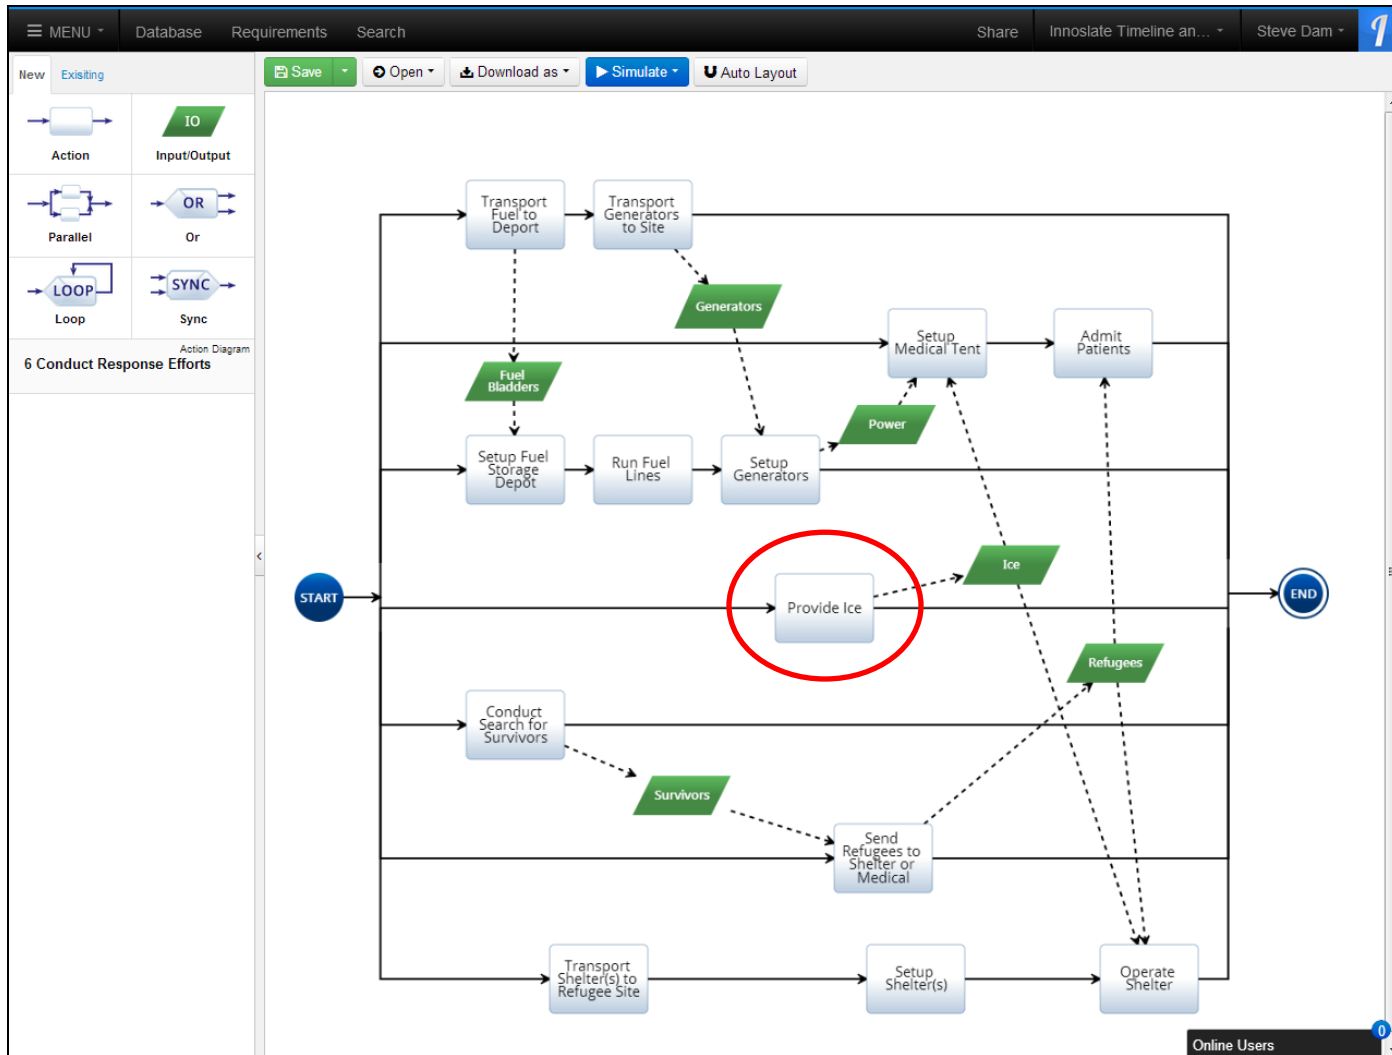 MENU
Database
Requirements
Search
Share
Innoslate Timeline an...
Steve Dam
New
Exisiting
Save
Open
Download as
Simulate
Auto Layout
Action
IO
Input/Output
Parallel
OR
Or
LOOP
Loop
SYNC
Sync
Action Diagram
6 Conduct Response Efforts
Transport
Fuel to
Deport
Transport
Generators
to Site
Generators
Setup
Medical Tent
Admit
Patients
Fuel
Bladders
Power
Setup Fuel
Storage
Depot
Run Fuel
Lines
Setup
Generators
Ice
START
Provide Ice
END
Refugees
Conduct
Search for
Survivors
Survivors
Send
Refugees to
Shelter or
Medical
Transport
Shelter(s) to
Refugee Site
Setup
Shelter(s)
Operate
Shelter
0
Online Users